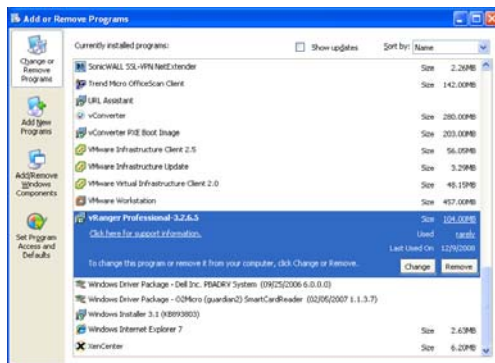 Add or Remove Programs
Change or Remove Programs
Add New Programs
Add/Remove Windows Components
Set Program Access and Defaults
Currently installed programs:
Show updates
Sort by: Name
SonicWALL SSL-VPN NetExtender Size 2.26MB
Trend Micro OfficeScan Client Size 142.00MB
URL Assistant
vConverter Size 280.00MB
vConverter PXE Boot Image Size 203.00MB
VMware Infrastructure Client 2.5 Size 56.05MB
VMware Infrastructure Update Size 3.29MB
VMware Virtual Infrastructure Client 2.0 Size 48.15MB
VMware Workstation Size 457.00MB
vRanger Professional-3.2.6.5 Size 104.00MB
Click here for support information. Used rarely
Last Used On 12/9/2008
To change this program or remove it from your computer, click Change or Remove. Change Remove
Windows Driver Package - Dell Inc. PBADRV System (09/25/2006 6.0.0.0)
Windows Driver Package - O2Micro (guardian2) SmartCardReader (02/05/2007 1.1.3.7)
Windows Installer 3.1 (KB893803)
Windows Internet Explorer 7 Size 2.63MB
XenCenter Size 6.20MB